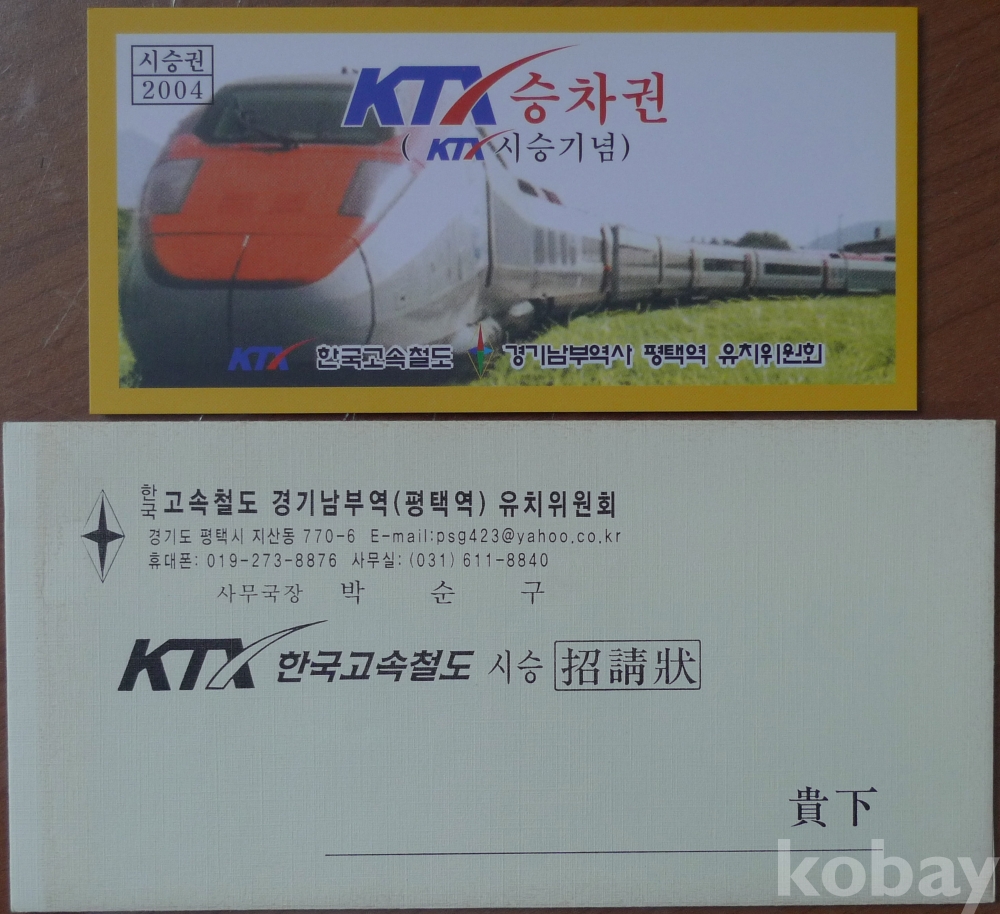 시승권
2004
KTX 승차권
( KTX 시승기념)
KTX 한국고속철도 경기남부역사 평택역 유치위원회
한국 고속철도 경기남부역(평택역) 유치위원회
경기도 평택시 지산동 770-6 E-mail:psg423@yahoo.co.kr
휴대폰: 019-273-8876 사무실: (031) 611-8840
사무국장 박 순 구
KTX 한국고속철도 시승 招請狀
貴下
kobay